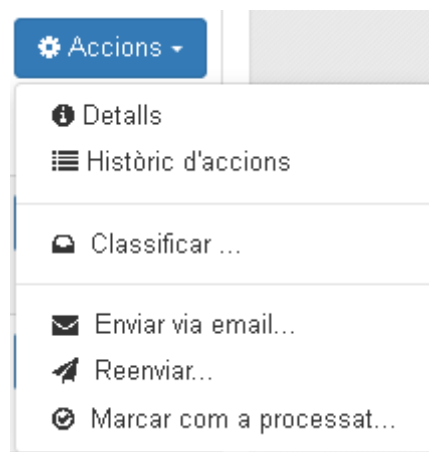 Accions
Detalls
Històric d'accions
Classificar ...
Enviar via email...
Reenviar...
Marcar com a processat...